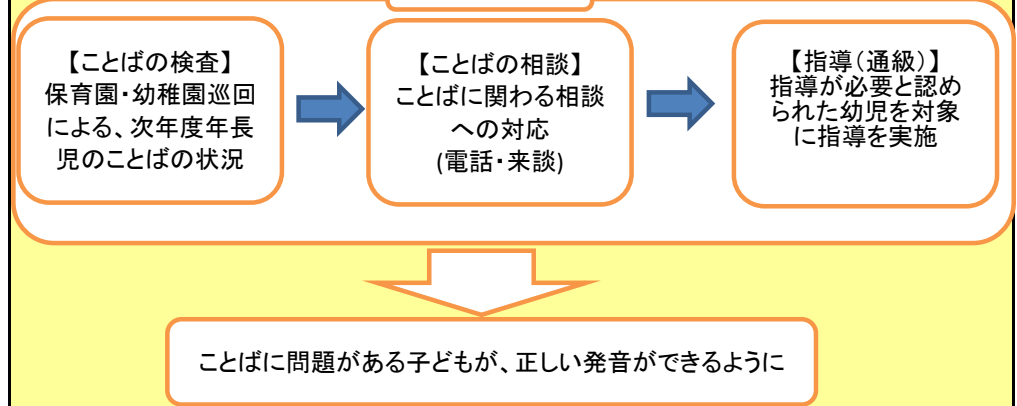 【ことばの検査】
保育園・幼稚園巡回
による、次年度年長
児のことばの状況
【ことばの相談】
ことばに関わる相談
への対応
(電話・来談)
【指導(通級)】
指導が必要と認め
られた幼児を対象
に指導を実施
ことばに問題がある子どもが、正しい発音ができるように